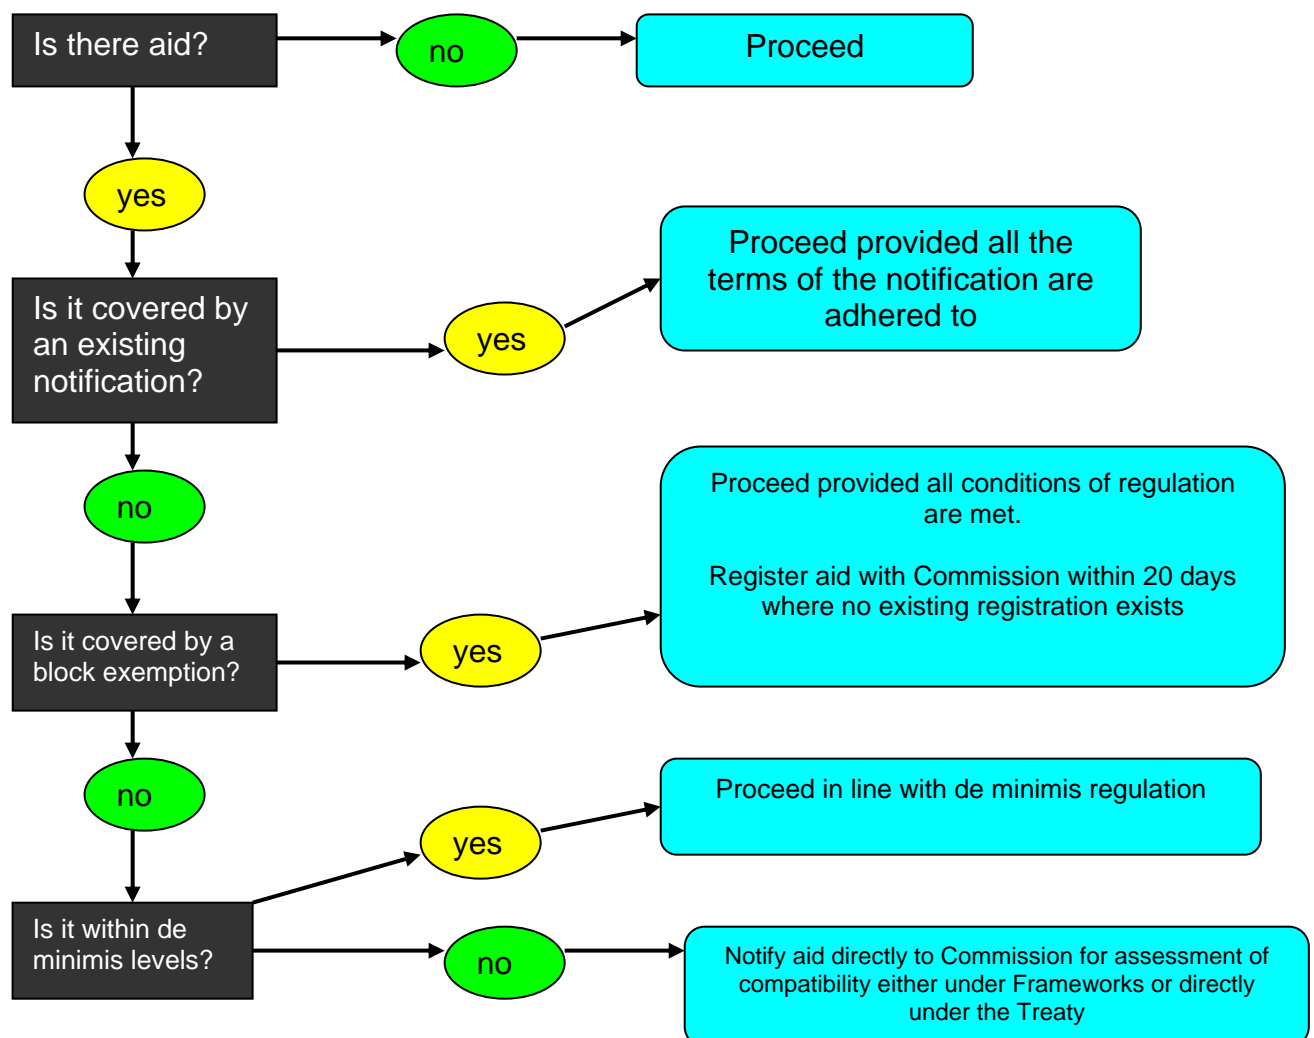 Is there aid?
no
Proceed
yes
Is it covered by
an existing
notification?
yes
Proceed provided all the
terms of the notification are
adhered to
no
Is it covered by a
block exemption?
yes
Proceed provided all conditions of regulation
are met.
Register aid with Commission within 20 days
where no existing registration exists
no
Is it within de
minimis levels?
yes
Proceed in line with de minimis regulation
no
Notify aid directly to Commission for assessment of
compatibility either under Frameworks or directly
under the Treaty